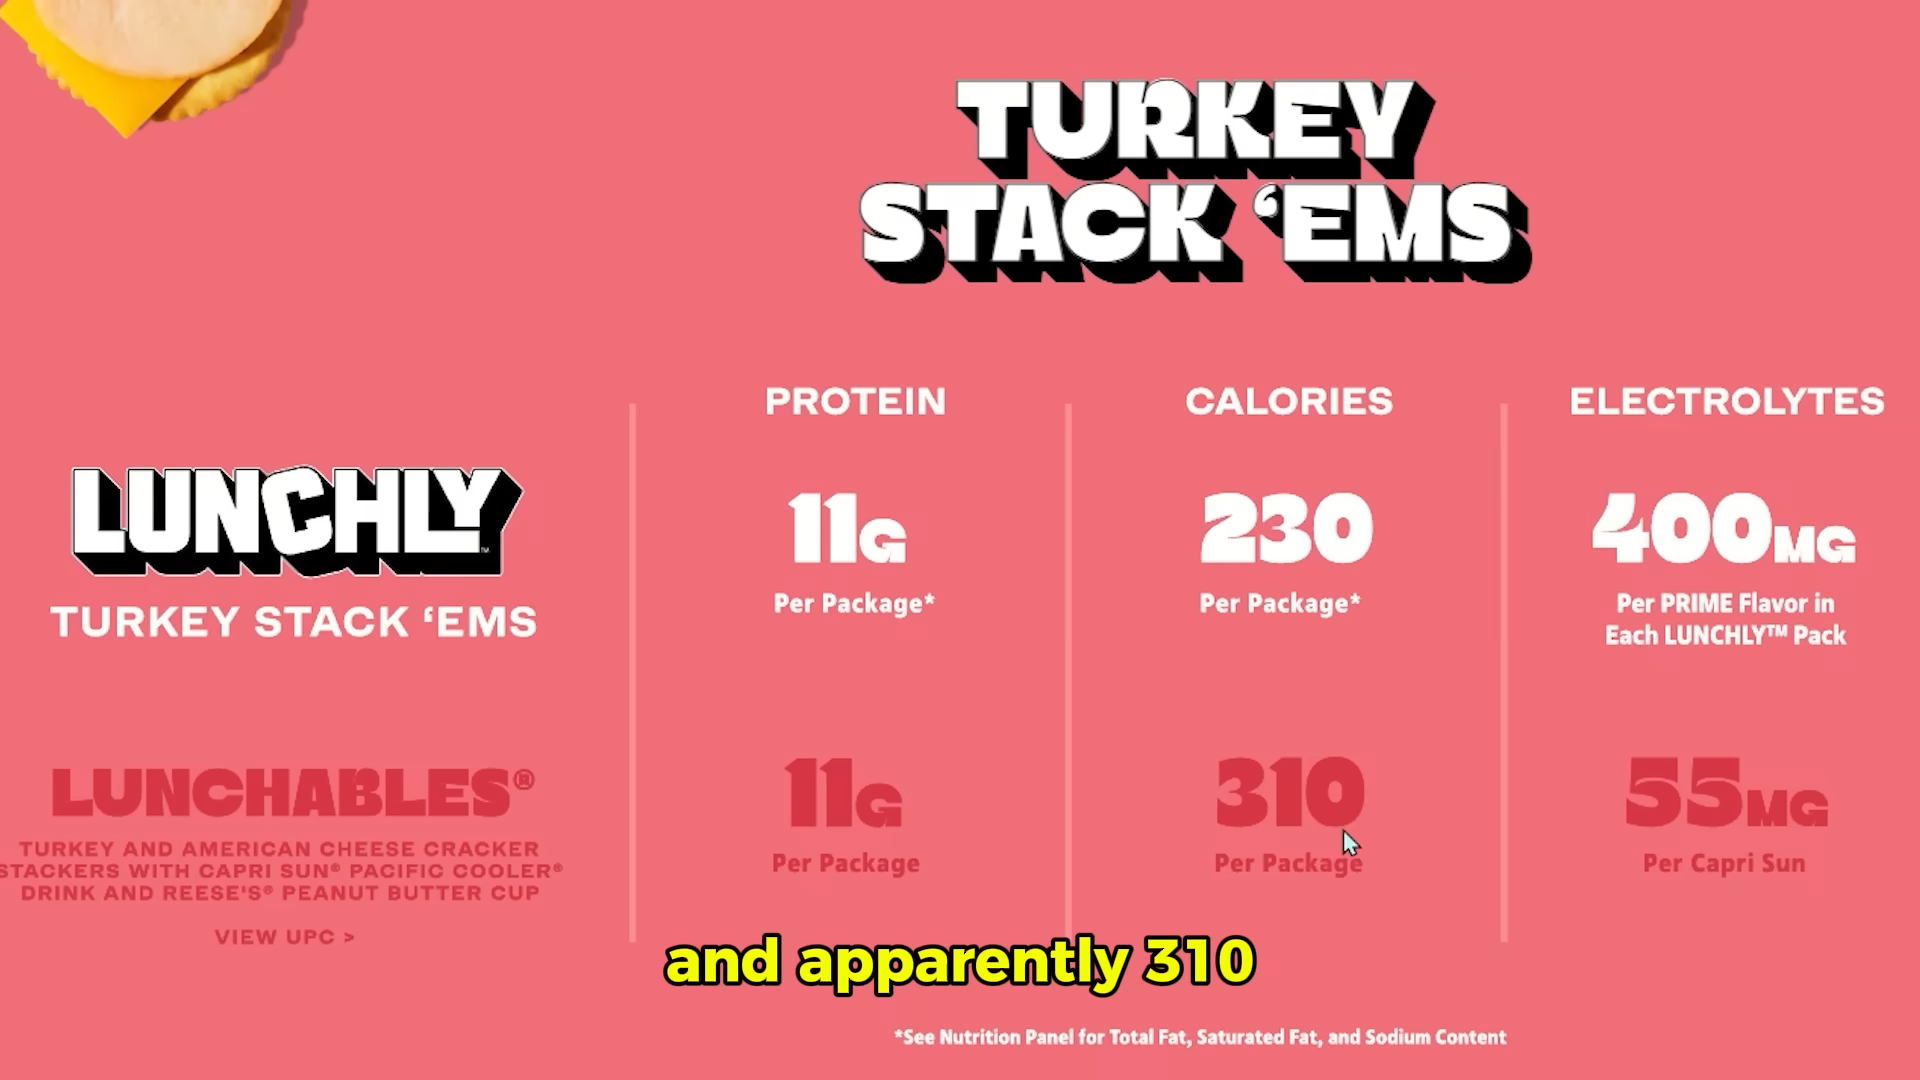 TURKEY
STACK ‘EMS
PROTEIN
CALORIES
ELECTROLYTES
LUNCHLY™
TURKEY STACK ‘EMS
11G
Per Package*
230
Per Package*
400MG
Per PRIME Flavor in
Each LUNCHLY™ Pack
LUNCHABLES®
TURKEY AND AMERICAN CHEESE CRACKER
STACKERS WITH CAPRI SUN® PACIFIC COOLER®
DRINK AND REESE'S® PEANUT BUTTER CUP
VIEW UPC >
11G
Per Package
310
Per Package
55MG
Per Capri Sun
and apparently 310
*See Nutrition Panel for Total Fat, Saturated Fat, and Sodium Content